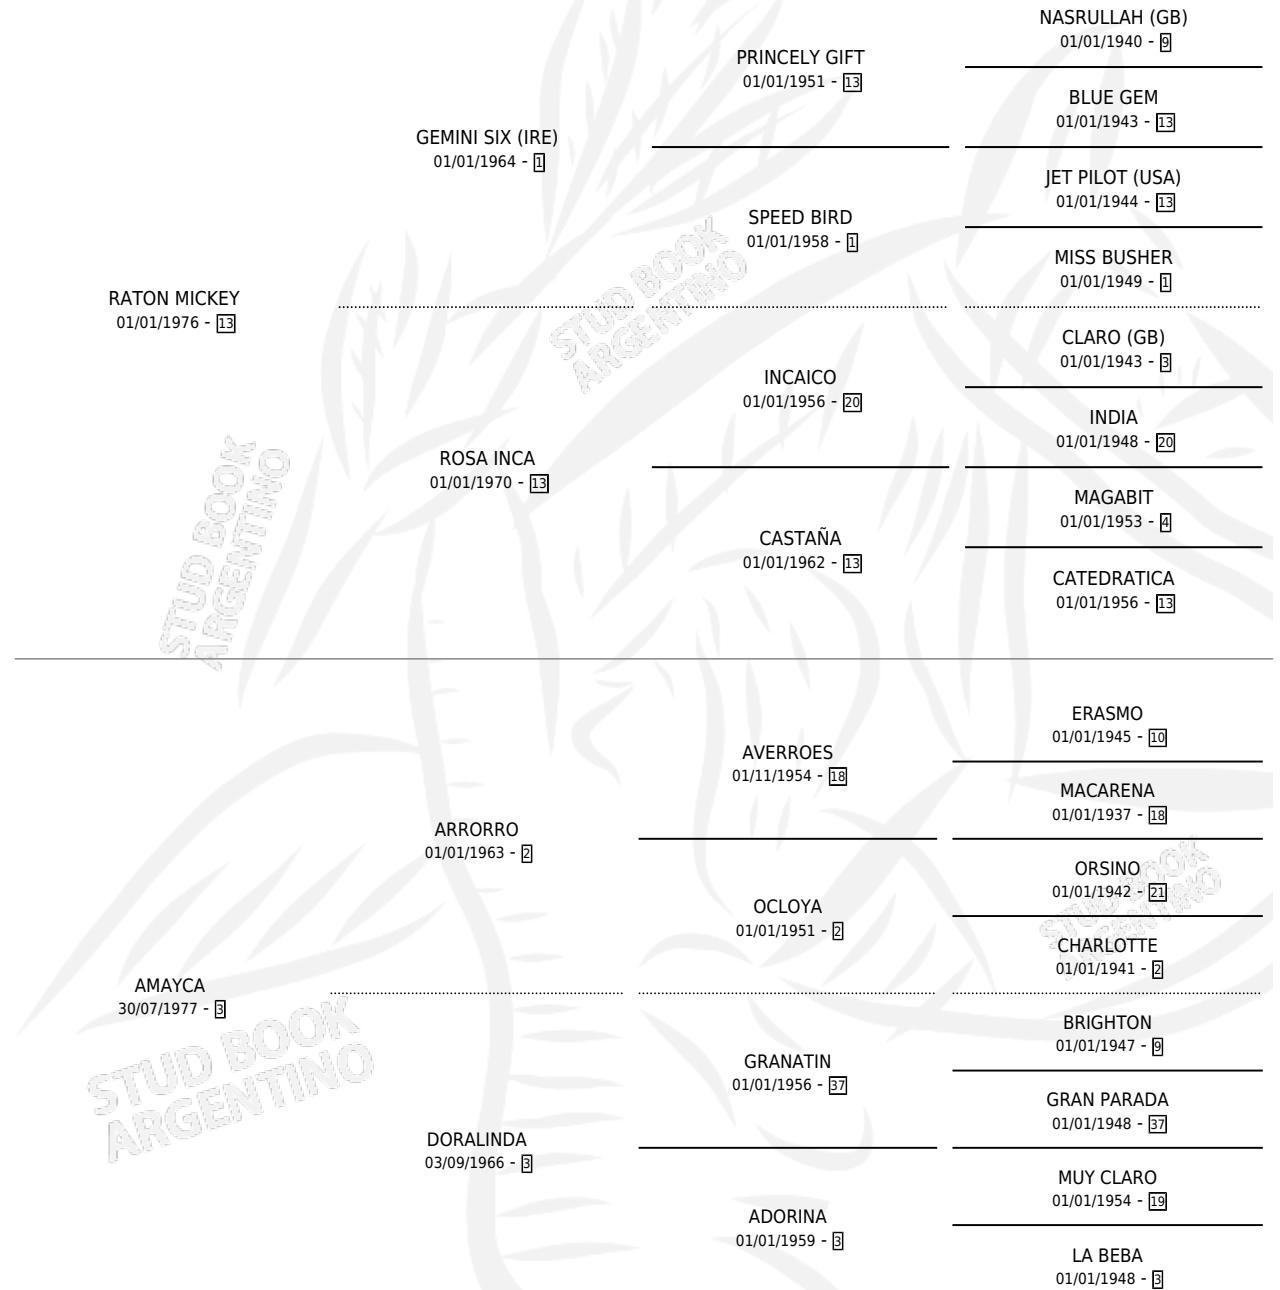 NASRULLAH (GB)
01/01/1940 - 9
PRINCELY GIFT
01/01/1951 - 13
BLUE GEM
01/01/1943 - 13
GEMINI SIX (IRE)
01/01/1964 - 1
JET PILOT (USA)
01/01/1944 - 13
SPEED BIRD
01/01/1958 - 1
MISS BUSHER
01/01/1949 - 1
RATON MICKEY
01/01/1976 - 13
CLARO (GB)
01/01/1943 - 3
INCAICO
01/01/1956 - 20
INDIA
01/01/1948 - 20
ROSA INCA
01/01/1970 - 13
MAGABIT
01/01/1953 - 4
CASTAÑA
01/01/1962 - 13
CATEDRATICA
01/01/1956 - 13
STUD BOOK
ARGENTINO
STUD BOOK
ARGENTINO
ERASMO
01/01/1945 - 10
AVERROES
01/11/1954 - 18
MACARENA
01/01/1937 - 18
ARRORRO
01/01/1963 - 2
ORSINO
01/01/1942 - 21
OCLOYA
01/01/1951 - 2
CHARLOTTE
01/01/1941 - 2
STUD BOOK
ARGENTINO
AMAYCA
30/07/1977 - 3
BRIGHTON
01/01/1947 - 9
GRANATIN
01/01/1956 - 37
GRAN PARADA
01/01/1948 - 37
DORALINDA
03/09/1966 - 3
MUY CLARO
01/01/1954 - 19
ADORINA
01/01/1959 - 3
LA BEBA
01/01/1948 - 3
STUD BOOK
ARGENTINO